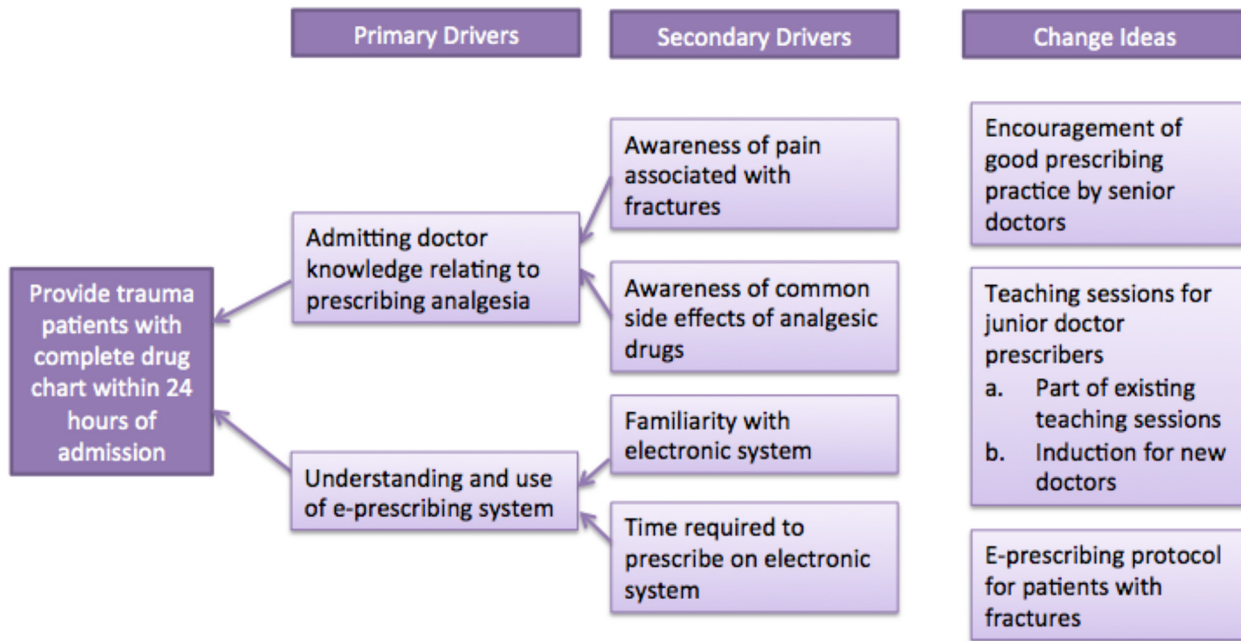 Primary Drivers
Secondary Drivers
Change Ideas
Provide trauma
patients with
complete drug
chart within 24
hours of
admission
Admitting doctor
knowledge relating to
prescribing analgesia
Understanding and use
of e-prescribing system
Awareness of pain
associated with
fractures
Awareness of common
side effects of analgesic
drugs
Familiarity with
electronic system
Time required to
prescribe on electronic
system
Encouragement of
good prescribing
practice by senior
doctors
Teaching sessions for
junior doctor
prescribers
a. Part of existing
teaching sessions
b. Induction for new
doctors
E-prescribing protocol
for patients with
fractures